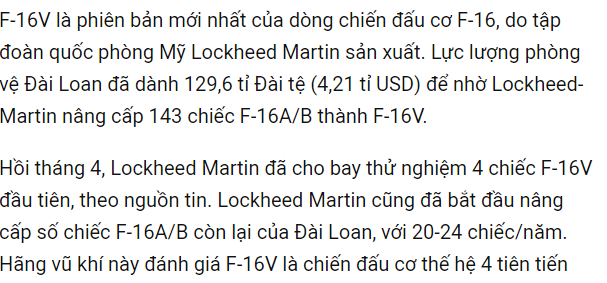 F-16V là phiên bản mới nhất của dòng chiến đấu cơ F-16, do tập
đoàn quốc phòng Mỹ Lockheed Martin sản xuất. Lực lượng phòng
vệ Đài Loan đã dành 129,6 tỉ Đài tệ (4,21 tỉ USD) để nhờ Lockheed-
Martin nâng cấp 143 chiếc F-16A/B thành F-16V.
Hồi tháng 4, Lockheed Martin đã cho bay thử nghiệm 4 chiếc F-16V
đầu tiên, theo nguồn tin. Lockheed Martin cũng đã bắt đầu nâng
cấp số chiếc F-16A/B còn lại của Đài Loan, với 20-24 chiếc/năm.
Hãng vũ khí này đánh giá F-16V là chiến đấu cơ thế hệ 4 tiên tiến